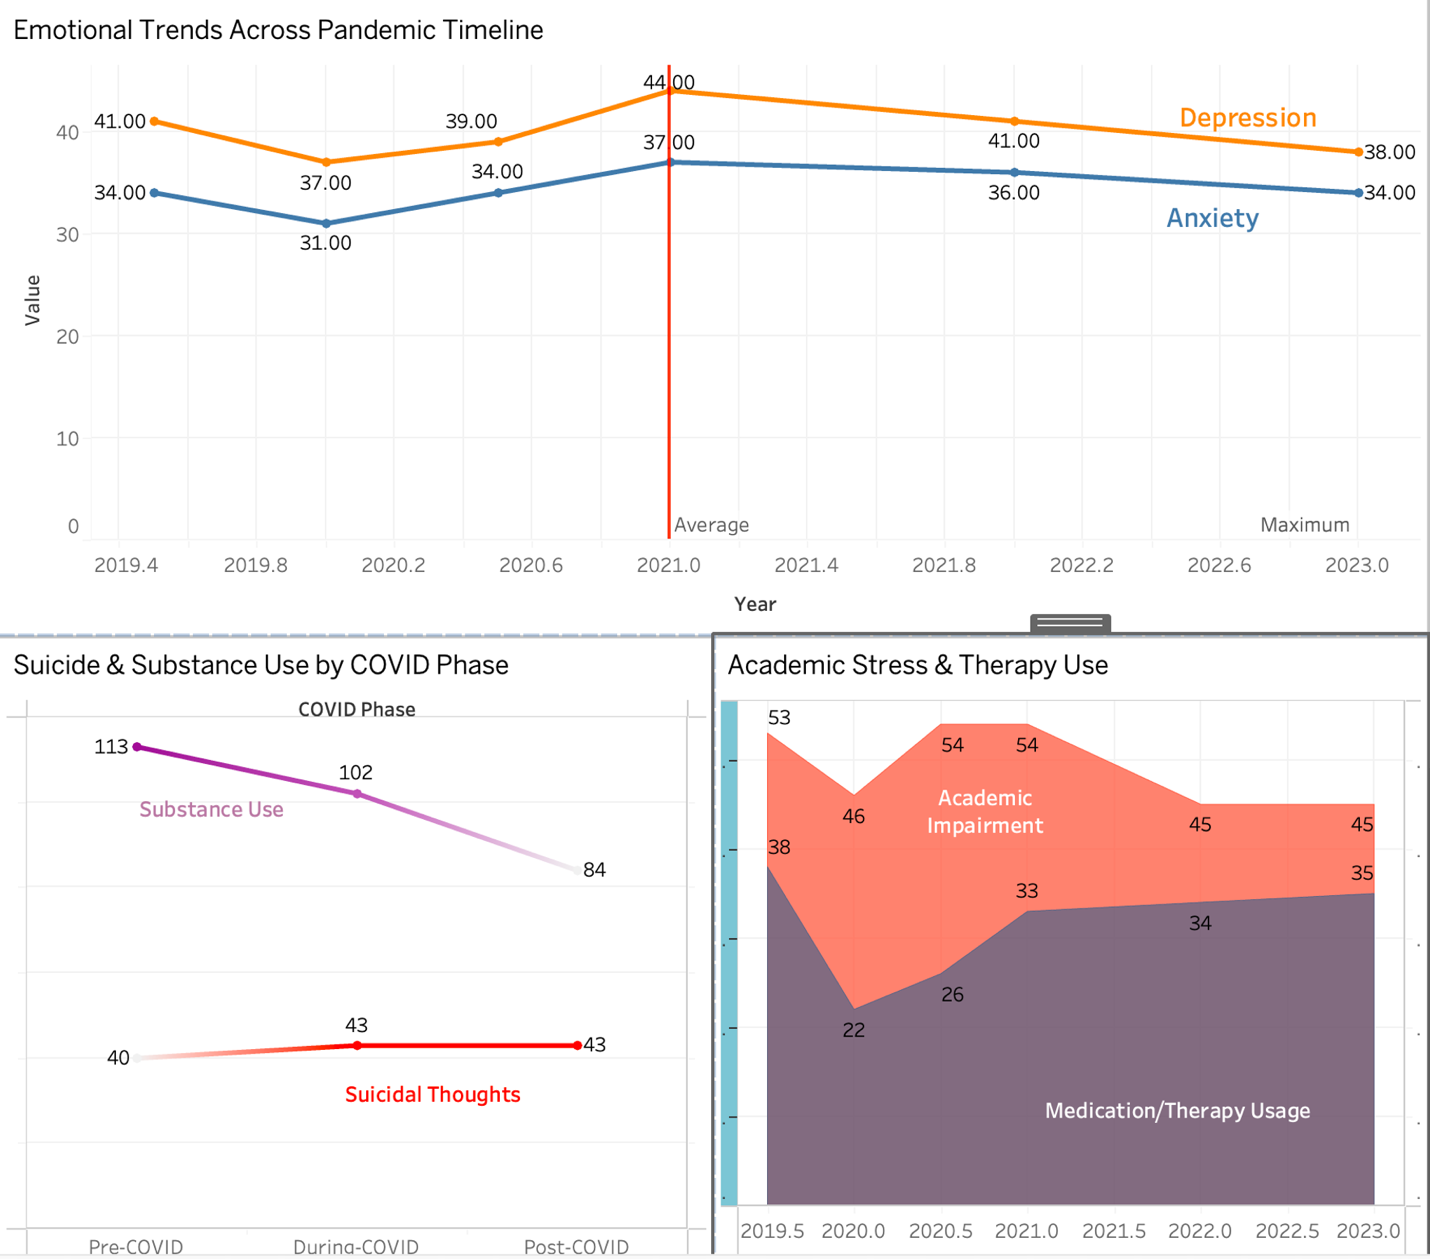 Emotional Trends Across Pandemic Timeline
44.00
41.00 39.00 Depression
40 37.00 41.00 38.00
37.00 34.00
34.00 36.00 34.00
31.00 Anxiety
30
Value
20
10
0 Average Maximum
2019.4 2019.8 2020.2 2020.6 2021.0 2021.4 2021.8 2022.2 2022.6 2023.0
Year
Suicide & Substance Use by COVID Phase
COVID Phase
113
102
Substance Use
84
43
40 43
Suicidal Thoughts
Pre-COVID During-COVID Post-COVID
Academic Stress & Therapy Use
53
54 54
Academic
Impairment
46 45 45
38
35
33
34
26
22
Medication/Therapy Usage
2019.5 2020.0 2020.5 2021.0 2021.5 2022.0 2022.5 2023.0